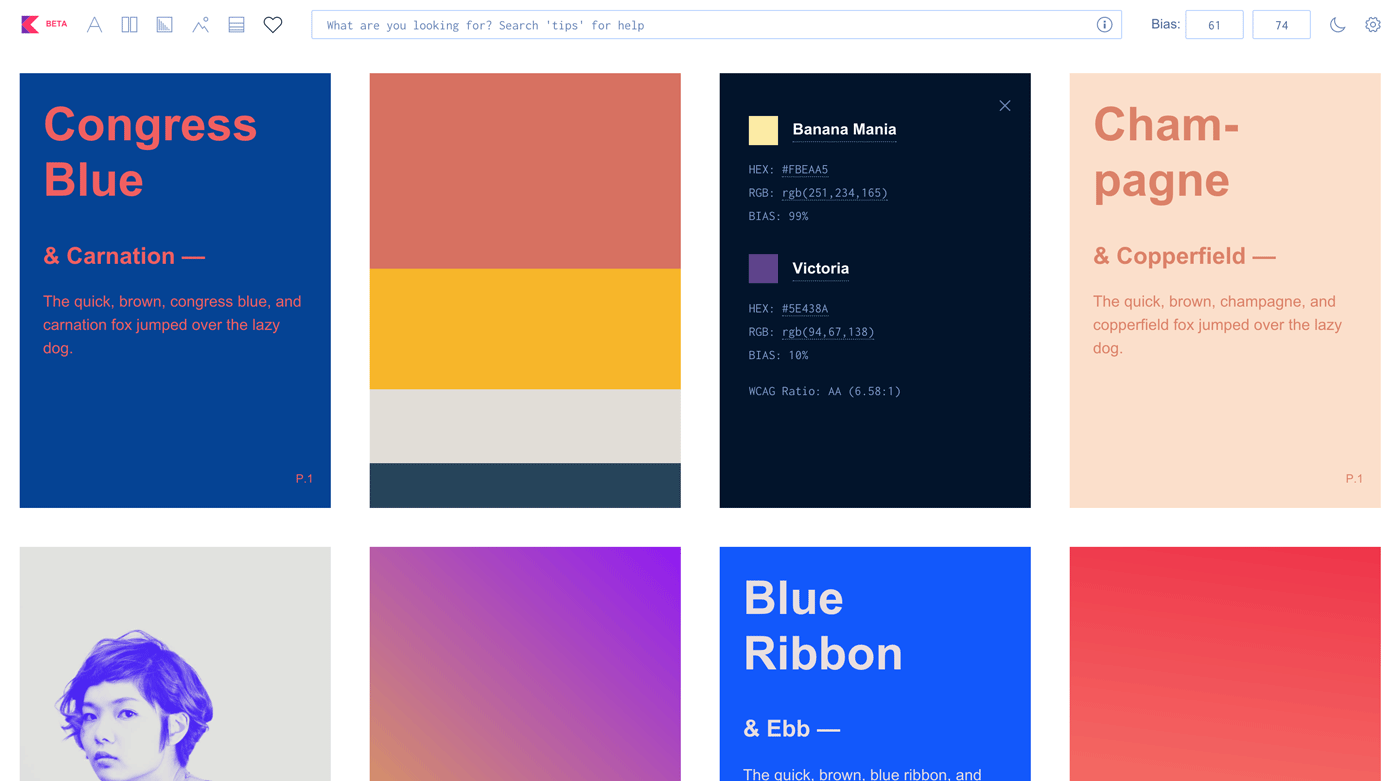 BETA
What are you looking for? Search 'tips' for help
Bias: 61 74
Congress
Blue
& Carnation —
The quick, brown, congress blue, and
carnation fox jumped over the lazy
dog.
P.1
Banana Mania
HEX: #FBEAA5
RGB: rgb(251,234,165)
BIAS: 99%
Victoria
HEX: #5E438A
RGB: rgb(94,67,138)
BIAS: 10%
WCAG Ratio: AA (6.58:1)
Cham-
pagne
& Copperfield —
The quick, brown, champagne, and
copperfield fox jumped over the lazy
dog.
P.1
Blue
Ribbon
& Ebb —
The quick, brown, blue ribbon, and